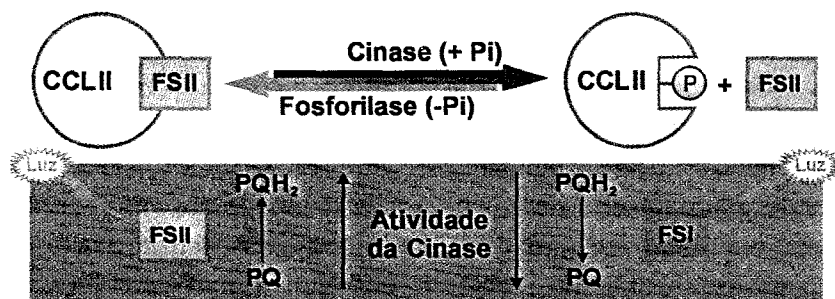 Cinase (+ Pi)
CCLII FSII CCLII P + FSII
Fosforilase (-Pi)
Luz Luz
PQH₂ PQH₂
FSII Atividade da Cinase FSI
PQ PQ